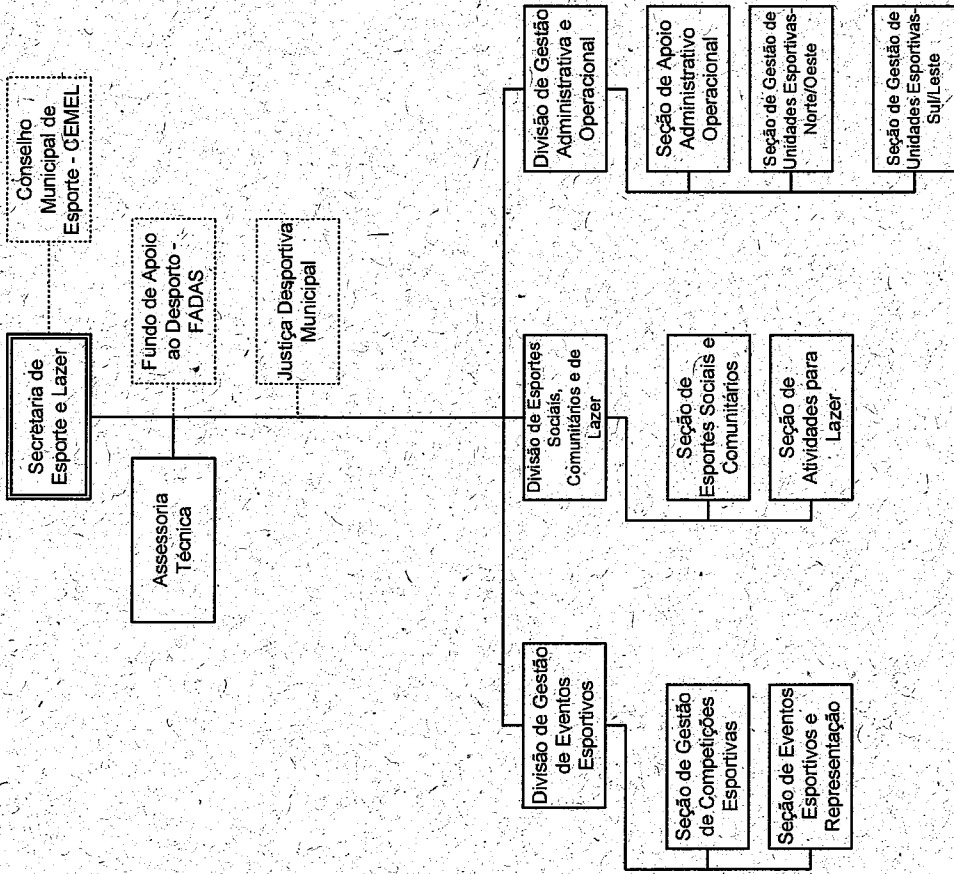 Secretaria de
Esporte e Lazer
Conselho
Municipal de
Esporte - CEMEL
Assessoria
Técnica
Fundo de Apoio
ao Desporto -
FADAS
Justiça Desportiva
Municipal
Divisão de Gestão
de Eventos
Esportivos
Seção de Gestão
de Competições
Esportivas
Seção de Eventos
Esportivos e
Representação
Divisão de Esportes
Sociais,
Comunitários e de
Lazer
Seção de
Esportes Sociais e
Comunitários
Seção de
Atividades para
Lazer
Divisão de Gestão
Administrativa e
Operacional
Seção de Apoio
Administrativo
Operacional
Seção de Gestão de
Unidades Esportivas-
Norte/Oeste
Seção de Gestão de
Unidades Esportivas-
Sul/Leste